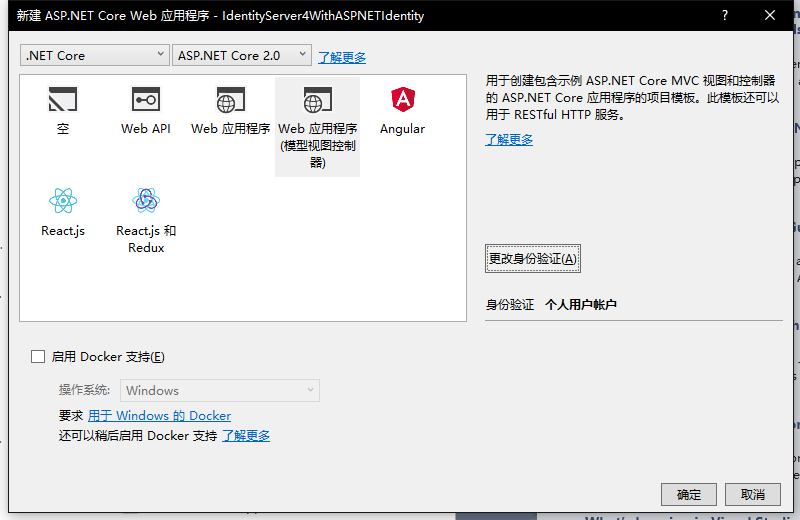 新建 ASP.NET Core Web 应用程序 - IdentityServer4WithASPNETIdentity
?
.NET Core
ASP.NET Core 2.0
了解更多
空
Web API
Web 应用程序
Web 应用程序
(模型视图控制
器)
Angular
React.js
React.js 和
Redux
用于创建包含示例 ASP.NET Core MVC 视图和控制器
的 ASP.NET Core 应用程序的项目模板。此模板还可以
用于 RESTful HTTP 服务。
了解更多
更改身份验证(A)
身份验证 个人用户帐户
启用 Docker 支持(E)
操作系统: Windows
要求 用于 Windows 的 Docker
还可以稍后启用 Docker 支持 了解更多
确定
取消